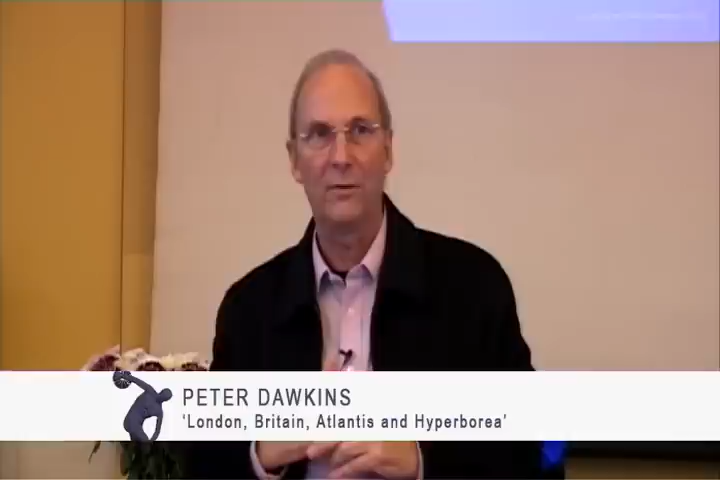 PETER DAWKINS
'London, Britain, Atlantis and Hyperborea'